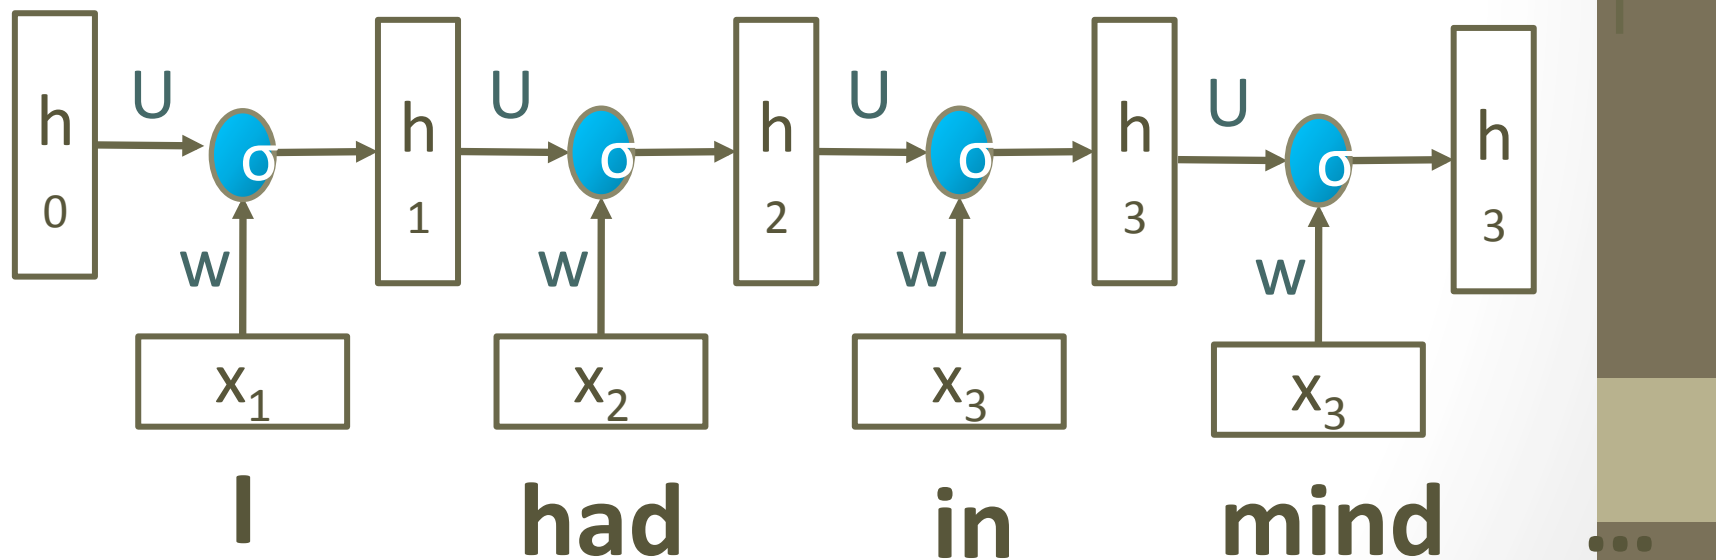 h U σ h U σ h U σ h U σ h
0 1 2 3 3
w w w w
x1 x2 x3 x3
I had in mind ...